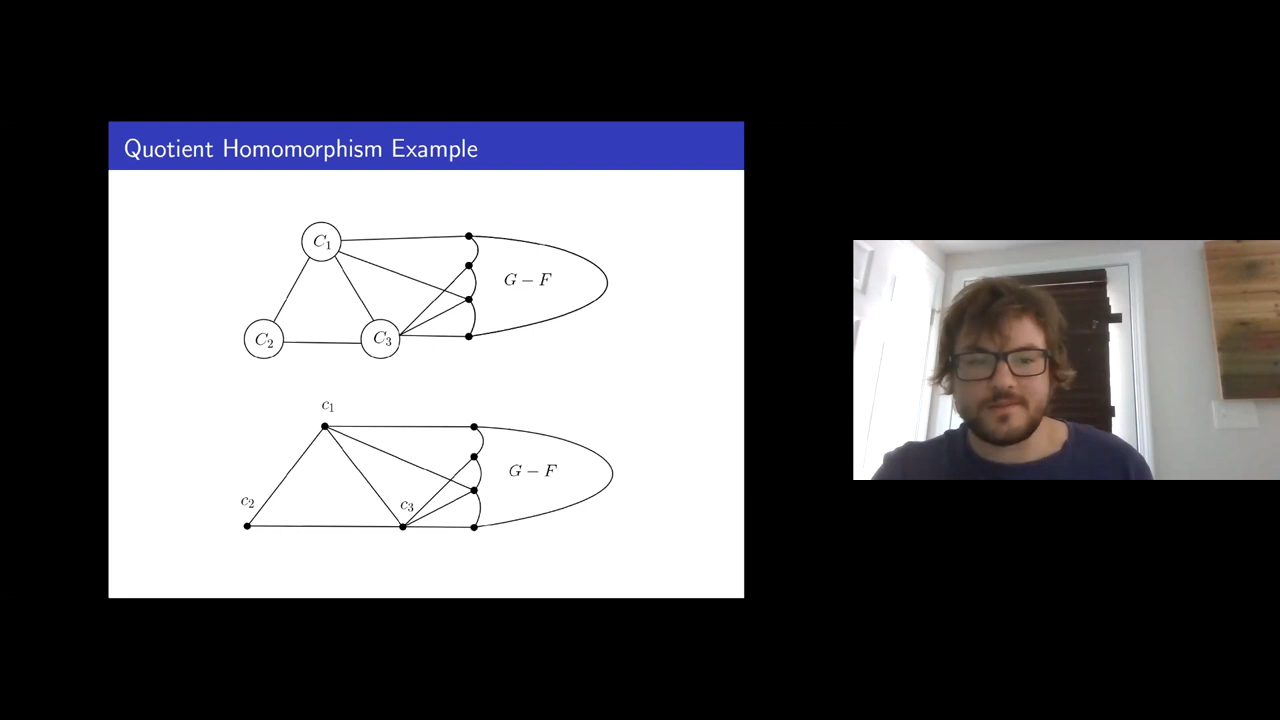 Quotient Homomorphism Example
C₁
G − F
C₂
C₃
c₁
G − F
c₂
c₃